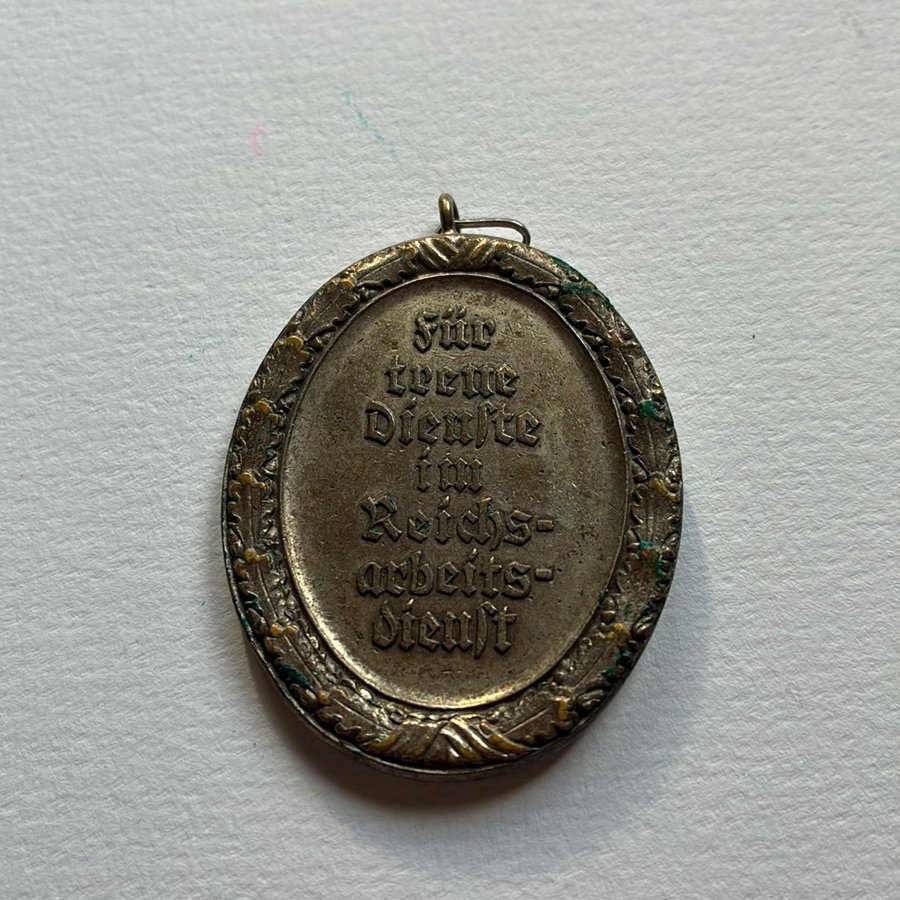 Für
treue
Dienste
im
Reichs-
arbeits-
dienst